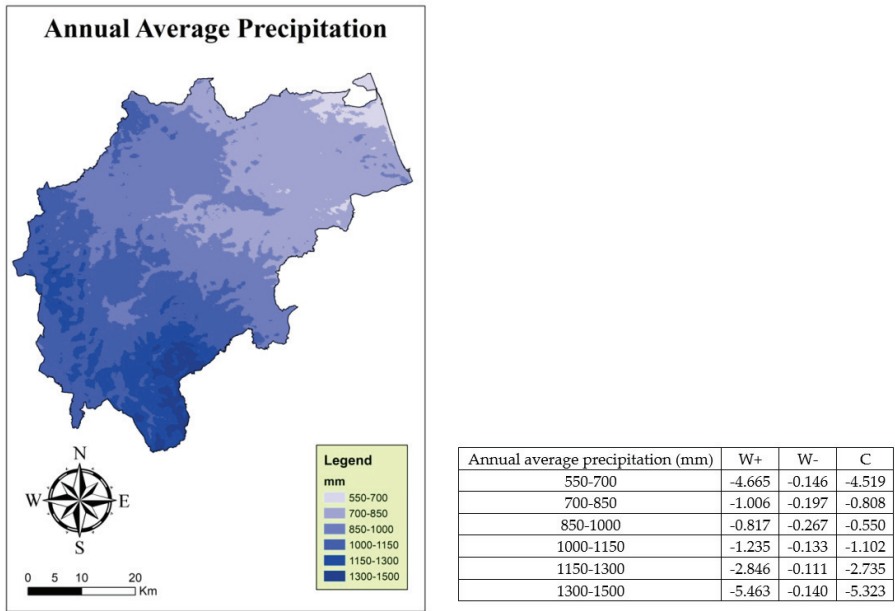 Annual Average Precipitation
N
W E
S
0 5 10 20
Km
Legend
mm
550-700
700-850
850-1000
1000-1150
1150-1300
1300-1500
Annual average precipitation (mm) W+ W- C
550-700 -4.665 -0.146 -4.519
700-850 -1.006 -0.197 -0.808
850-1000 -0.817 -0.267 -0.550
1000-1150 -1.235 -0.133 -1.102
1150-1300 -2.846 -0.111 -2.735
1300-1500 -5.463 -0.140 -5.323